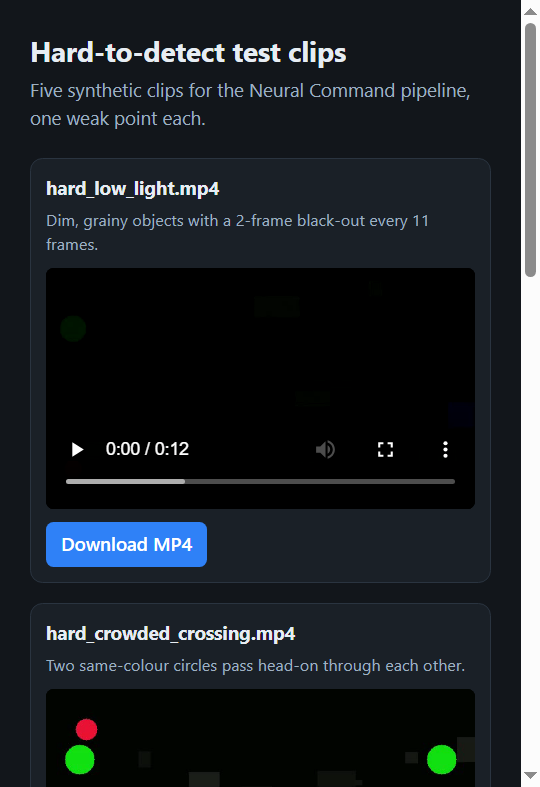 Hard-to-detect test clips
Five synthetic clips for the Neural Command pipeline,
one weak point each.
hard_low_light.mp4
Dim, grainy objects with a 2-frame black-out every 11
frames.
0:00 / 0:12
Download MP4
hard_crowded_crossing.mp4
Two same-colour circles pass head-on through each other.